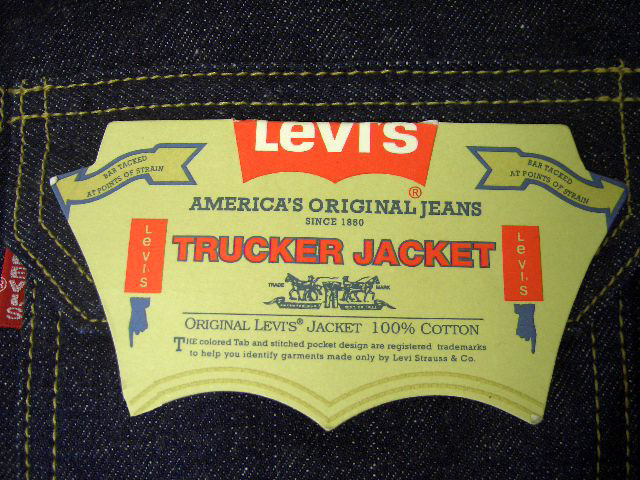 LeVI'S
®
BAR TACKED
AT POINTS OF STRAIN
BAR TACKED
AT POINTS OF STRAIN
AMERICA'S ORIGINAL JEANS
SINCE 1850
TRUCKER JACKET
LeVI'S
LeVI'S
LEVI'S
TRADE MARK
ORIGINAL LEVI'S® JACKET 100% COTTON
THE colored Tab and stitched pocket design are registered trademarks
to help you identify garments made only by Levi Strauss & Co.